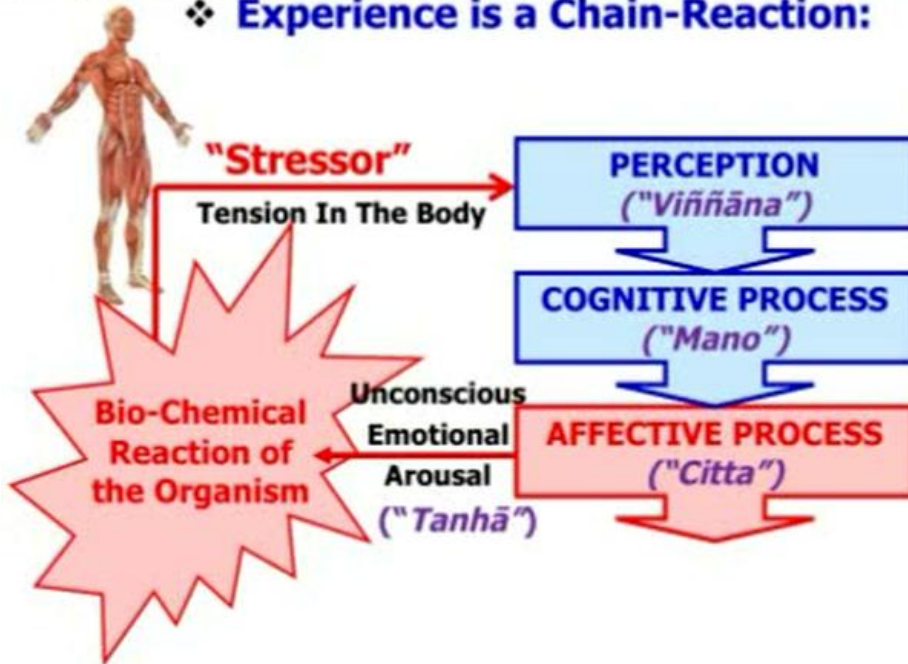 ❖ Experience is a Chain-Reaction:
"Stressor"
Tension In The Body
PERCEPTION
("Viññāna")
COGNITIVE PROCESS
("Mano")
AFFECTIVE PROCESS
("Citta")
Unconscious
Emotional
Arousal
("Tanhā")
Bio-Chemical
Reaction of
the Organism